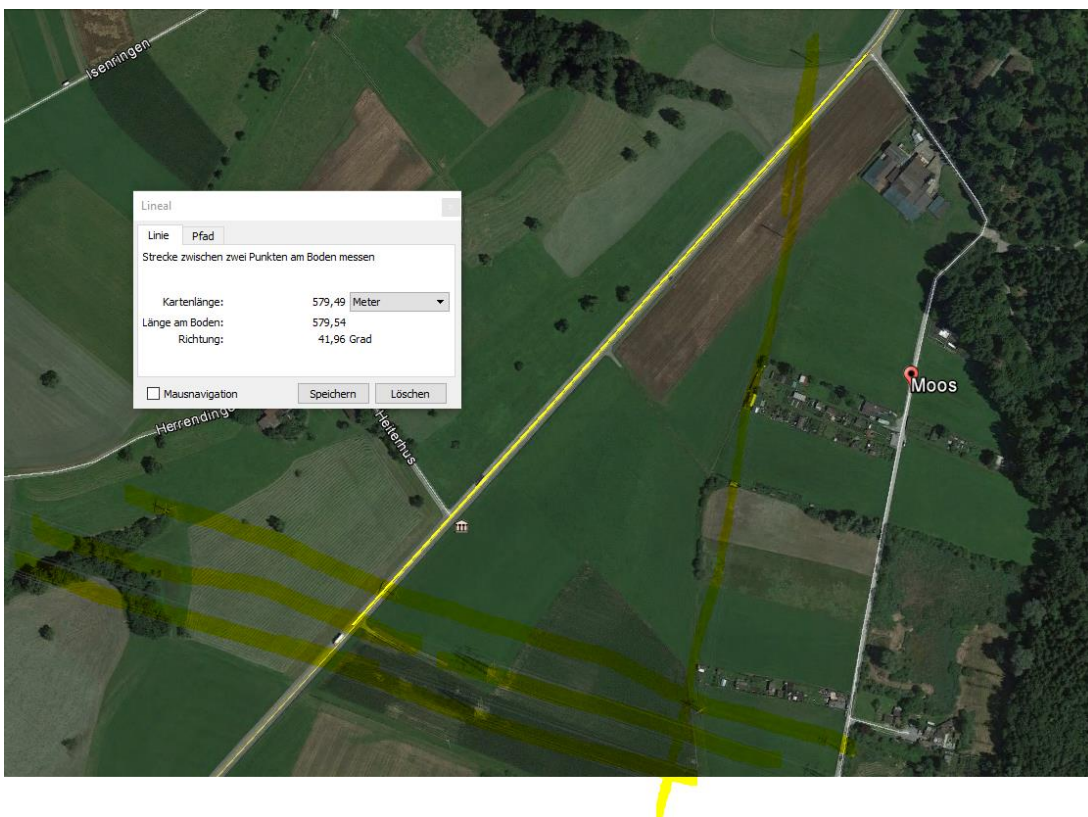 Isenringen
Lineal
Linie Pfad
Strecke zwischen zwei Punkten am Boden messen
Kartenlänge: 579,49 Meter
Länge am Boden: 579,54
Richtung: 41,96 Grad
Mausnavigation Speichern Löschen
Moos
Herrendinge
Heiterhus